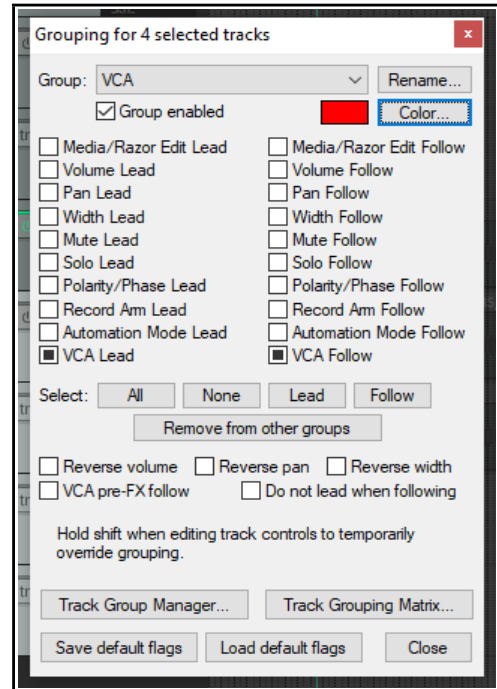 Grouping for 4 selected tracks x
Group: VCA Rename...
Group enabled Color...
Media/Razor Edit Lead Media/Razor Edit Follow
Volume Lead Volume Follow
Pan Lead Pan Follow
Width Lead Width Follow
Mute Lead Mute Follow
Solo Lead Solo Follow
Polarity/Phase Lead Polarity/Phase Follow
Record Arm Lead Record Arm Follow
Automation Mode Lead Automation Mode Follow
VCA Lead VCA Follow
Select: All None Lead Follow
Remove from other groups
Reverse volume Reverse pan Reverse width
VCA pre-FX follow Do not lead when following
Hold shift when editing track controls to temporarily
override grouping.
Track Group Manager... Track Grouping Matrix...
Save default flags Load default flags Close